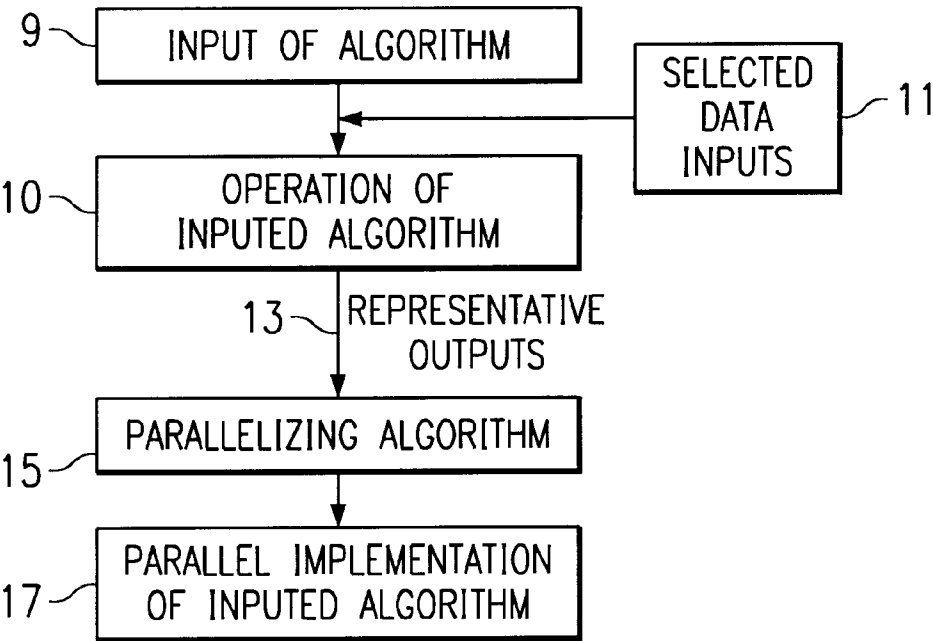 9
INPUT OF ALGORITHM
SELECTED
DATA
INPUTS
11
10
OPERATION OF
INPUTED ALGORITHM
13
REPRESENTATIVE
OUTPUTS
PARALLELIZING ALGORITHM
15
PARALLEL IMPLEMENTATION
OF INPUTED ALGORITHM
17